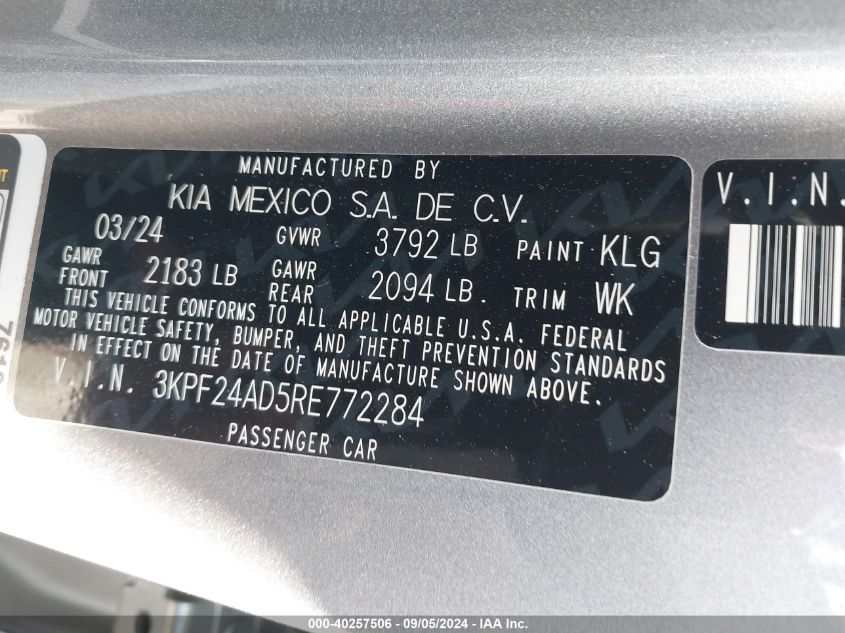 MANUFACTURED BY
KIA MEXICO S.A. DE C.V.
03/24 GVWR 3792 LB PAINT KLG
GAWR FRONT 2183 LB GAWR REAR 2094 LB. TRIM WK
THIS VEHICLE CONFORMS TO ALL APPLICABLE U.S.A. FEDERAL
MOTOR VEHICLE SAFETY, BUMPER, AND THEFT PREVENTION STANDARDS
IN EFFECT ON THE DATE OF MANUFACTURE SHOWN ABOVE.
V.I.N. 3KPF24AD5RE772284
PASSENGER CAR
V.I.N.
000-40257506 - 09/05/2024 - IAA Inc.